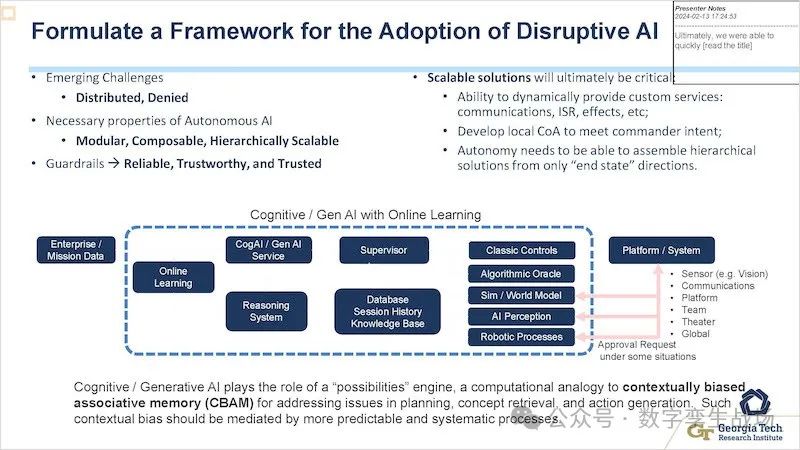 Formulate a Framework for the Adoption of Disruptive AI
Presenter Notes
2024-02-13 17:24:53
Ultimately, we were able to
quickly [read the title]
• Emerging Challenges
• Distributed, Denied
• Necessary properties of Autonomous AI
• Modular, Composable, Hierarchically Scalable
• Guardrails → Reliable, Trustworthy, and Trusted
• Scalable solutions will ultimately be critical:
• Ability to dynamically provide custom services:
communications, ISR, effects, etc;
• Develop local CoA to meet commander intent;
• Autonomy needs to be able to assemble hierarchical
solutions from only “end state” directions.
Cognitive / Gen AI with Online Learning
Enterprise /
Mission Data
Online
Learning
CogAI / Gen AI
Service
Reasoning
System
Supervisor
Database
Session History
Knowledge Base
Classic Controls
Algorithmic Oracle
Sim / World Model
AI Perception
Robotic Processes
Platform / System
• Sensor (e.g. Vision)
• Communications
• Platform
• Team
• Theater
• Global
Approval Request
under some situations
Cognitive / Generative AI plays the role of a “possibilities” engine, a computational analogy to contextually biased
associative memory (CBAM) for addressing issues in planning, concept retrieval, and action generation. Such
contextual bias should be mediated by more predictable and systematic processes.
公众号 · 数字孪生战场
GT Georgia Tech
Research Institute